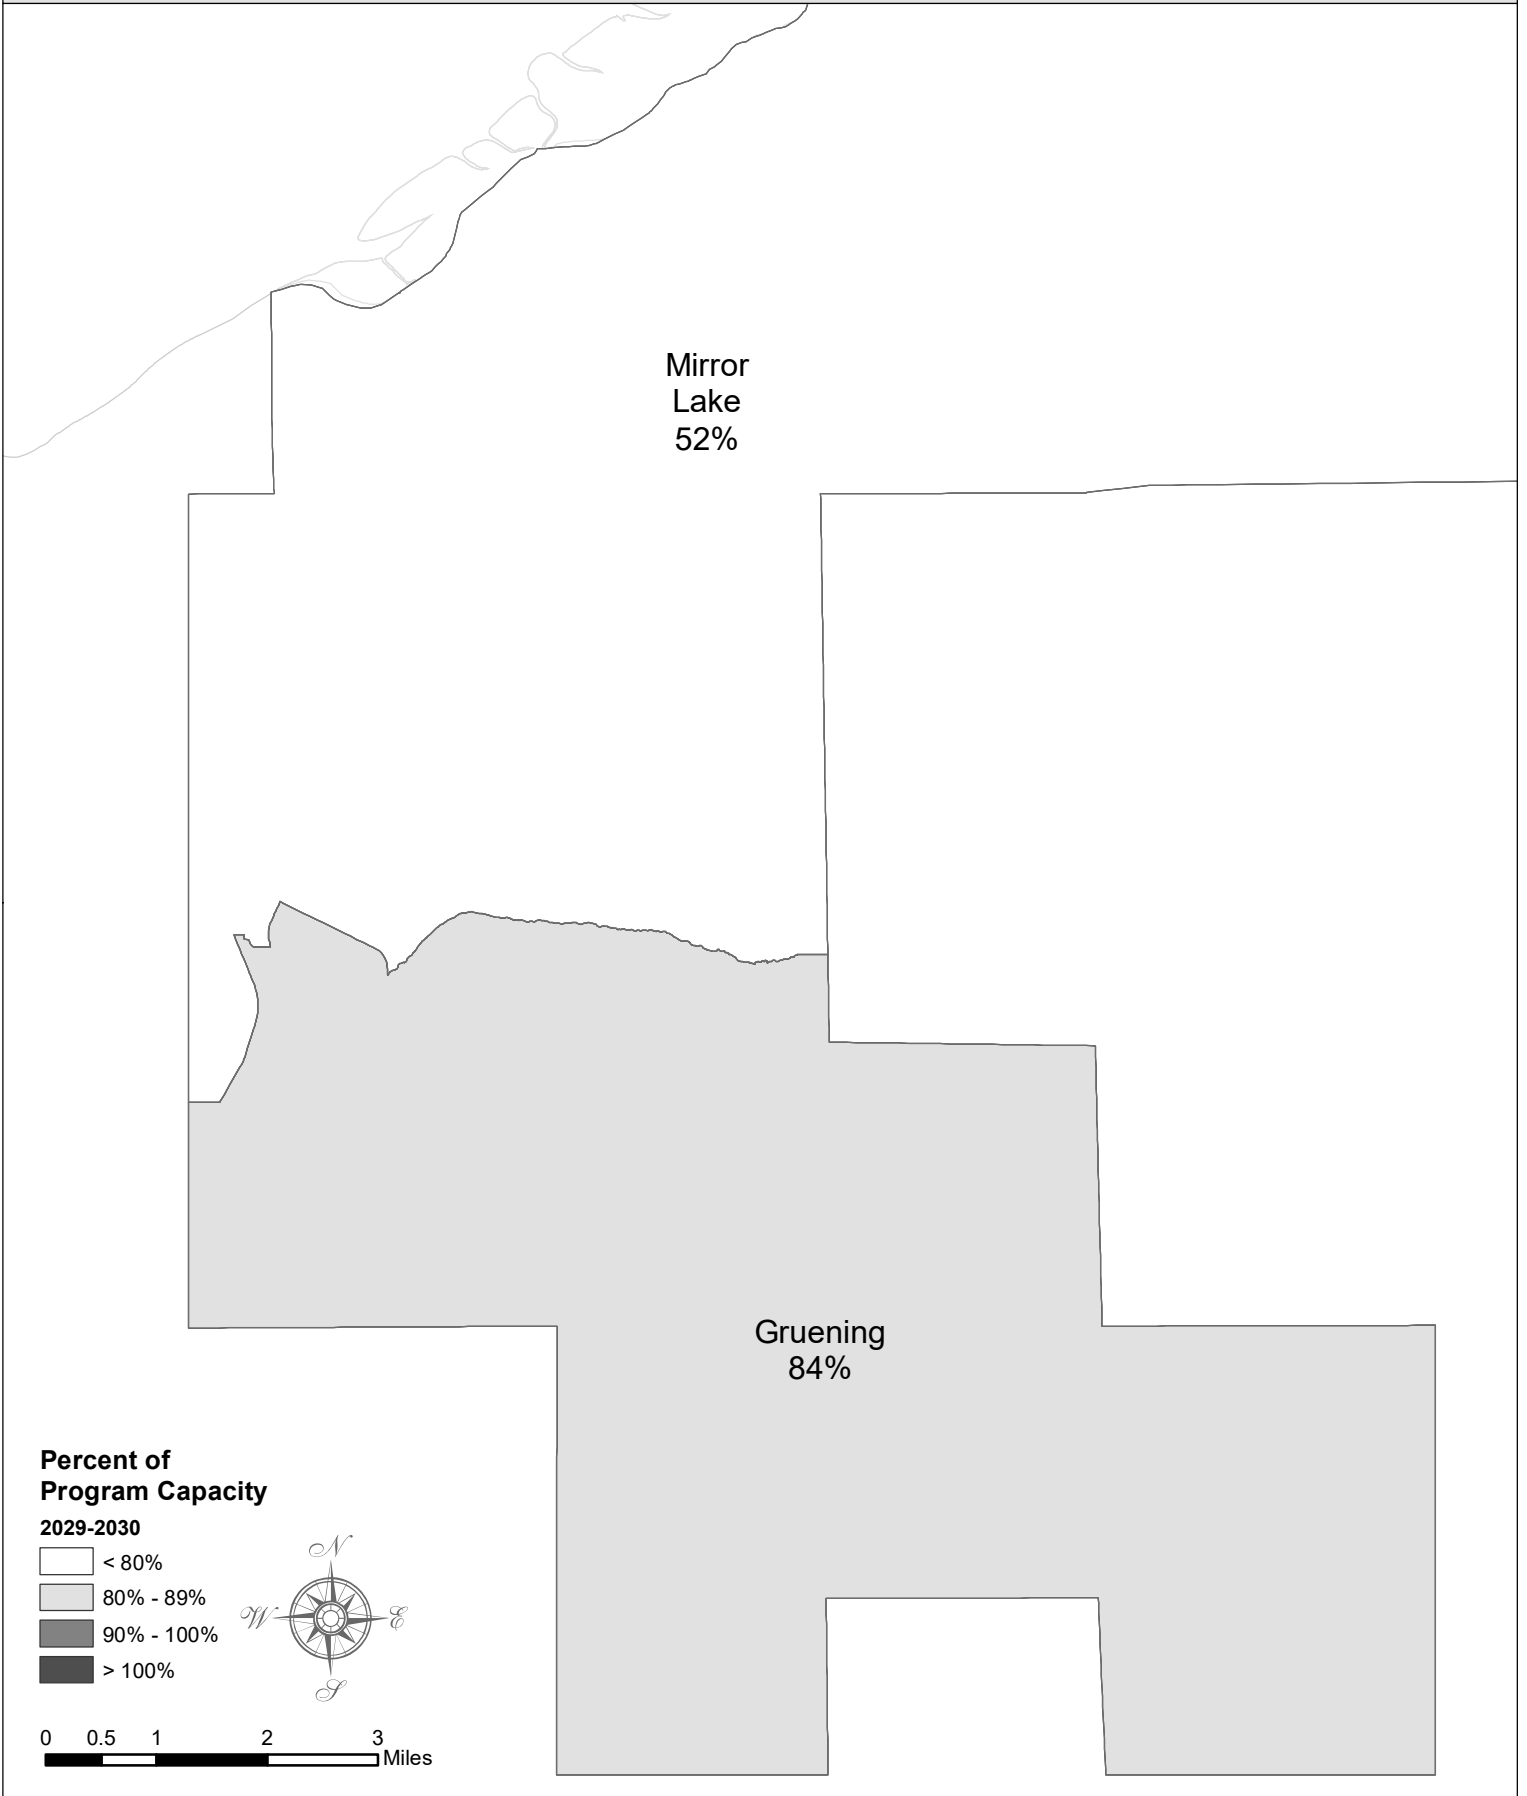 Mirror
Lake
52%
Gruening
84%
Percent of
Program Capacity
2029-2030
< 80%
80% - 89%
90% - 100%
> 100%
N
W
E
S
0 0.5 1 2 3
Miles